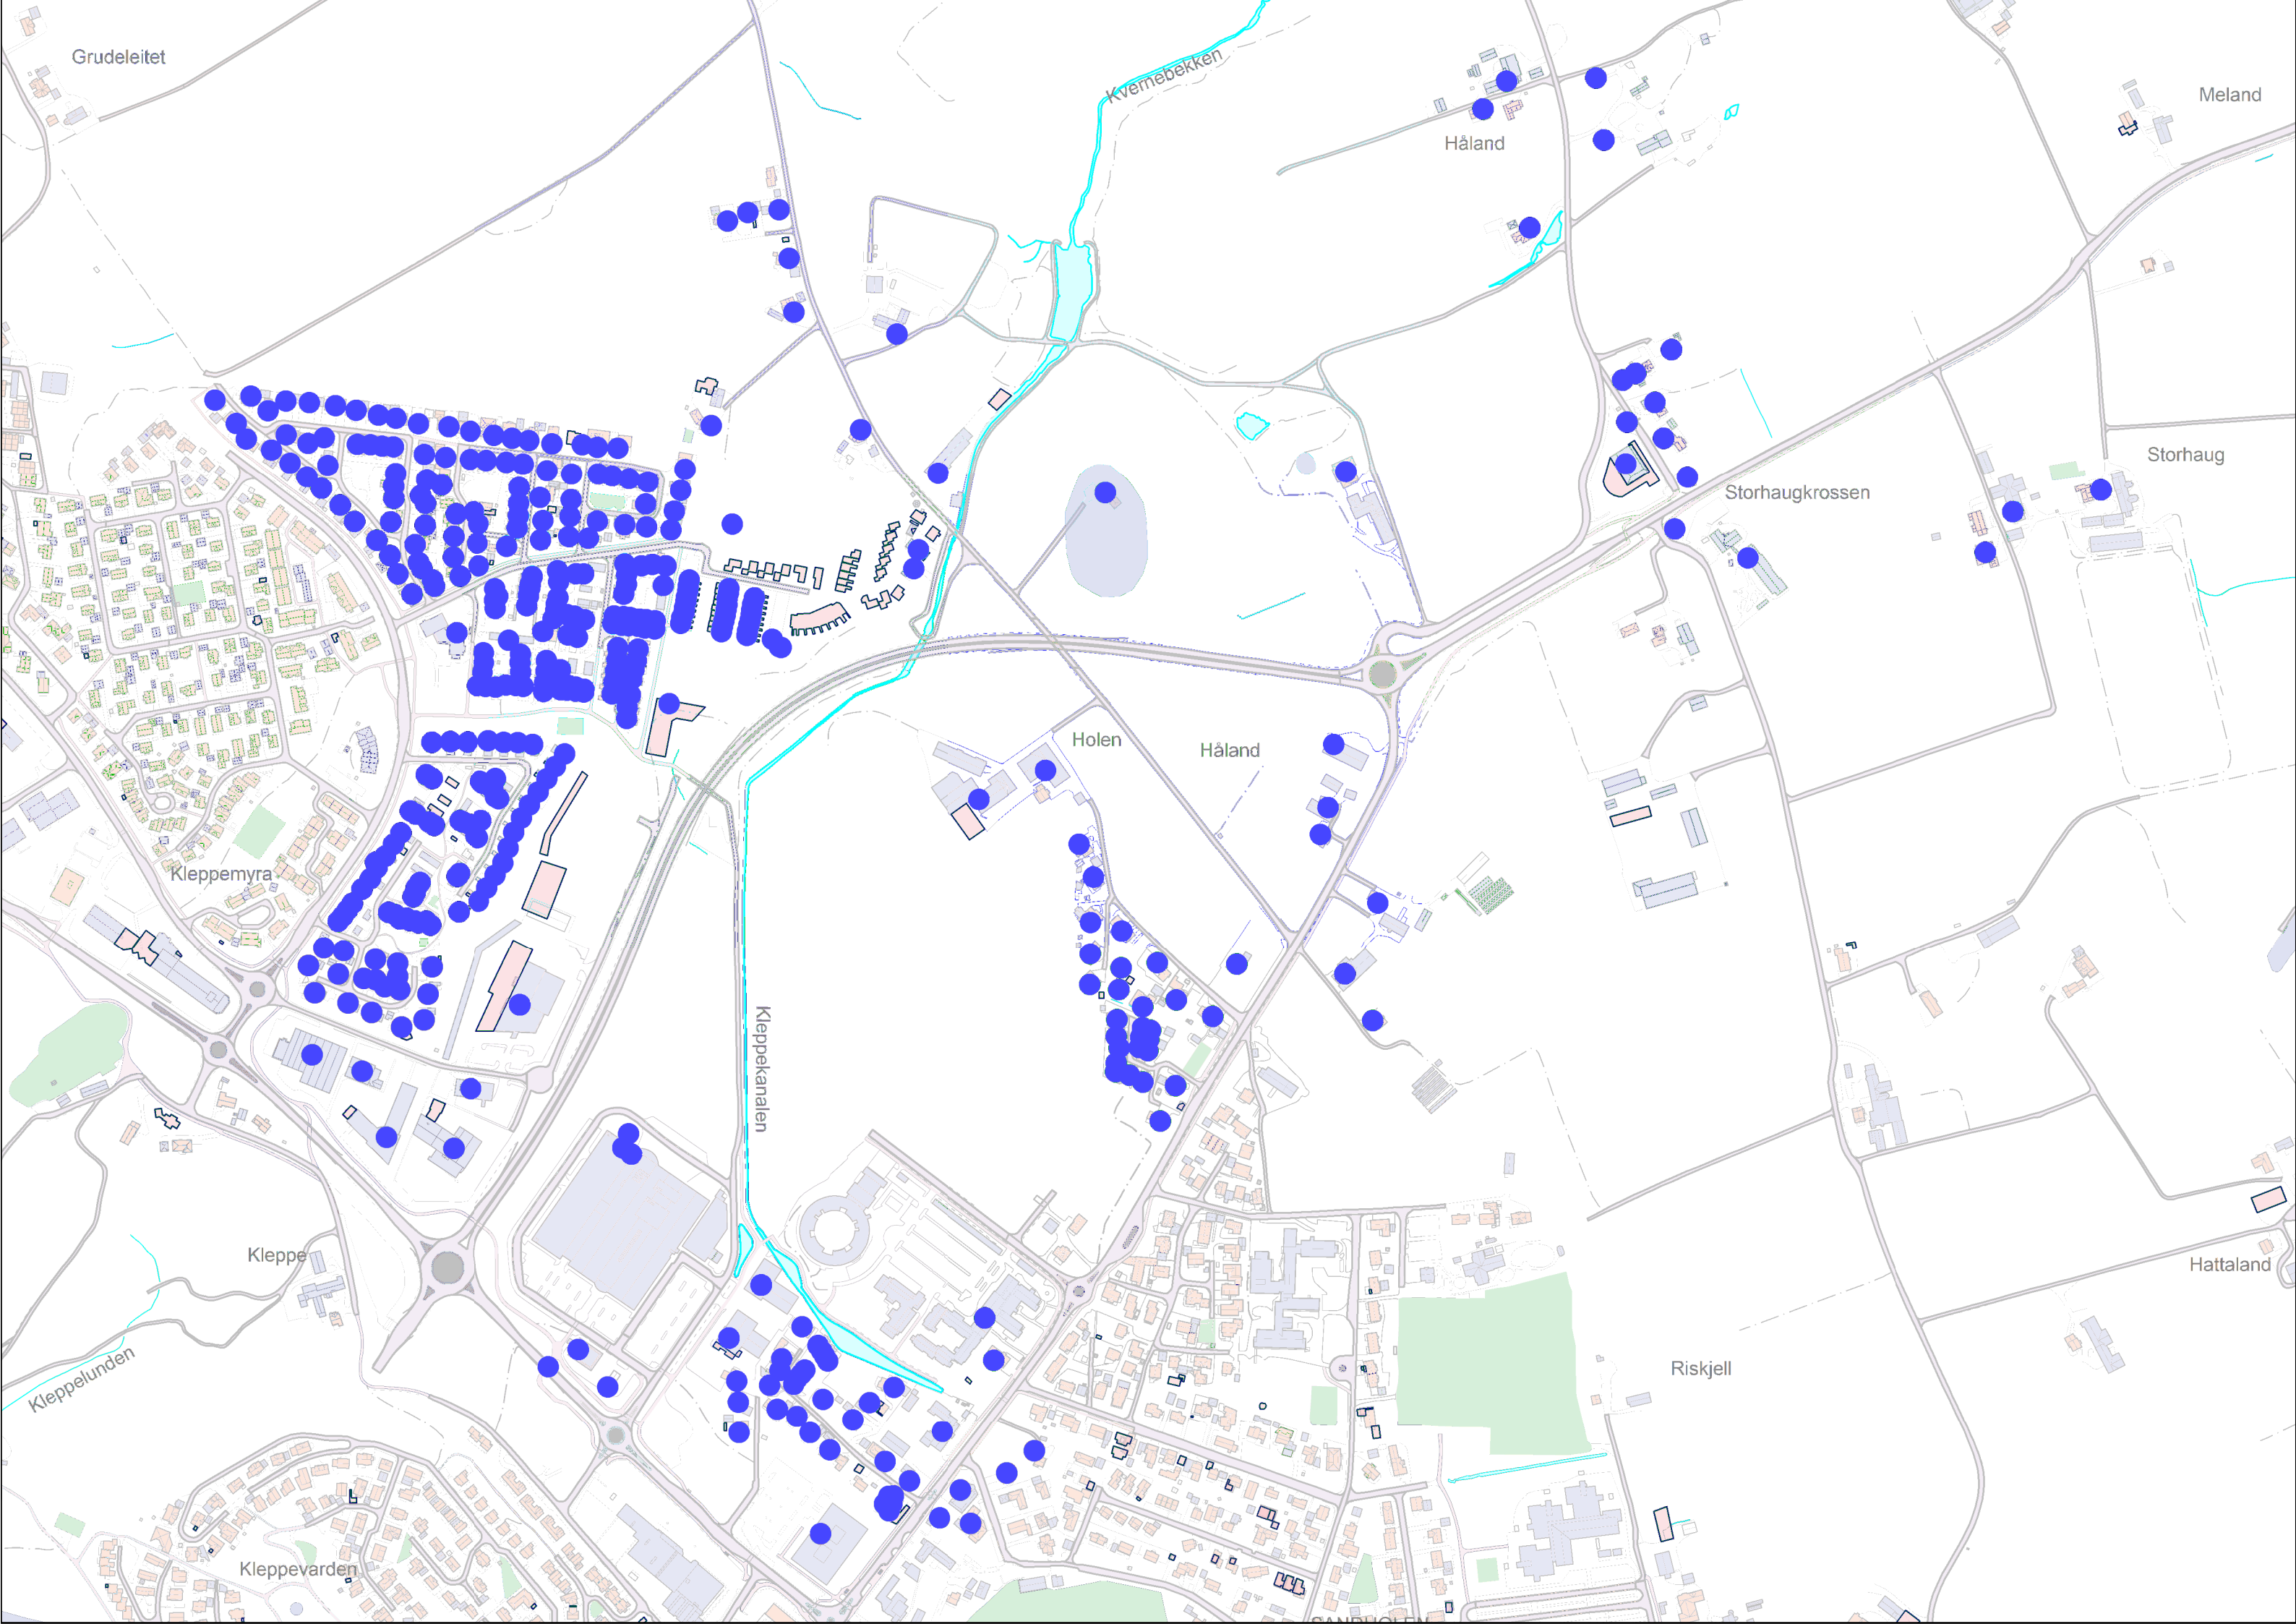 Grudeleitet
Kvernebekken
Meland
Håland
Storhaug
Storhaugkrossen
Holen
Håland
Kleppemyra
Kleppekanalen
Kleppe
Hattaland
Kleppelunden
Riskjell
Kleppevarden